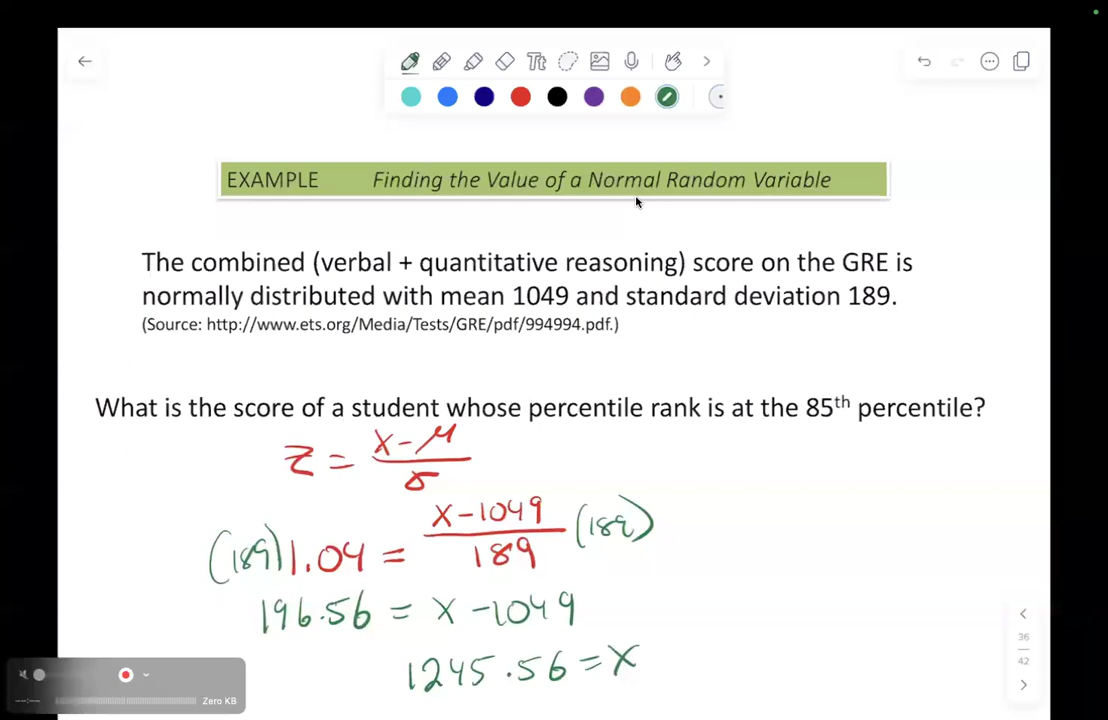 Tt
EXAMPLE Finding the Value of a Normal Random Variable
The combined (verbal + quantitative reasoning) score on the GRE is
normally distributed with mean 1049 and standard deviation 189.
(Source: http://www.ets.org/Media/Tests/GRE/pdf/994994.pdf.)
What is the score of a student whose percentile rank is at the 85th percentile?
z = x-μ
σ
(189) 1.04 = x-1049 (189)
189
196.56 = x-1049
1245.56 = x
36
42
--:--
Zero KB